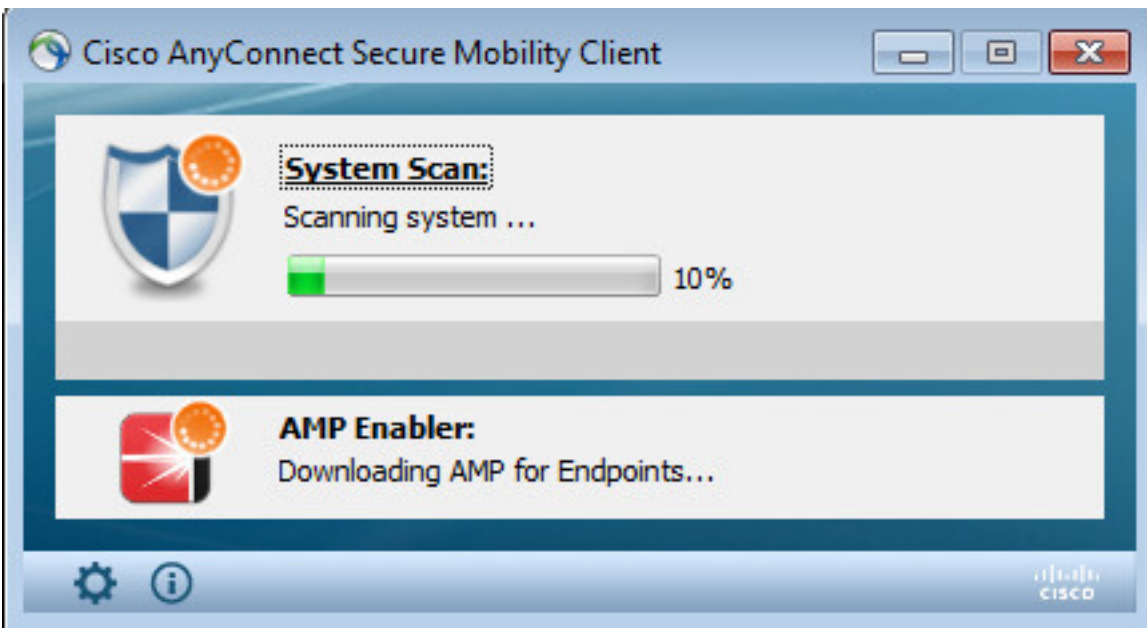 Cisco AnyConnect Secure Mobility Client
System Scan:
Scanning system ...
10%
AMP Enabler:
Downloading AMP for Endpoints...
CISCO